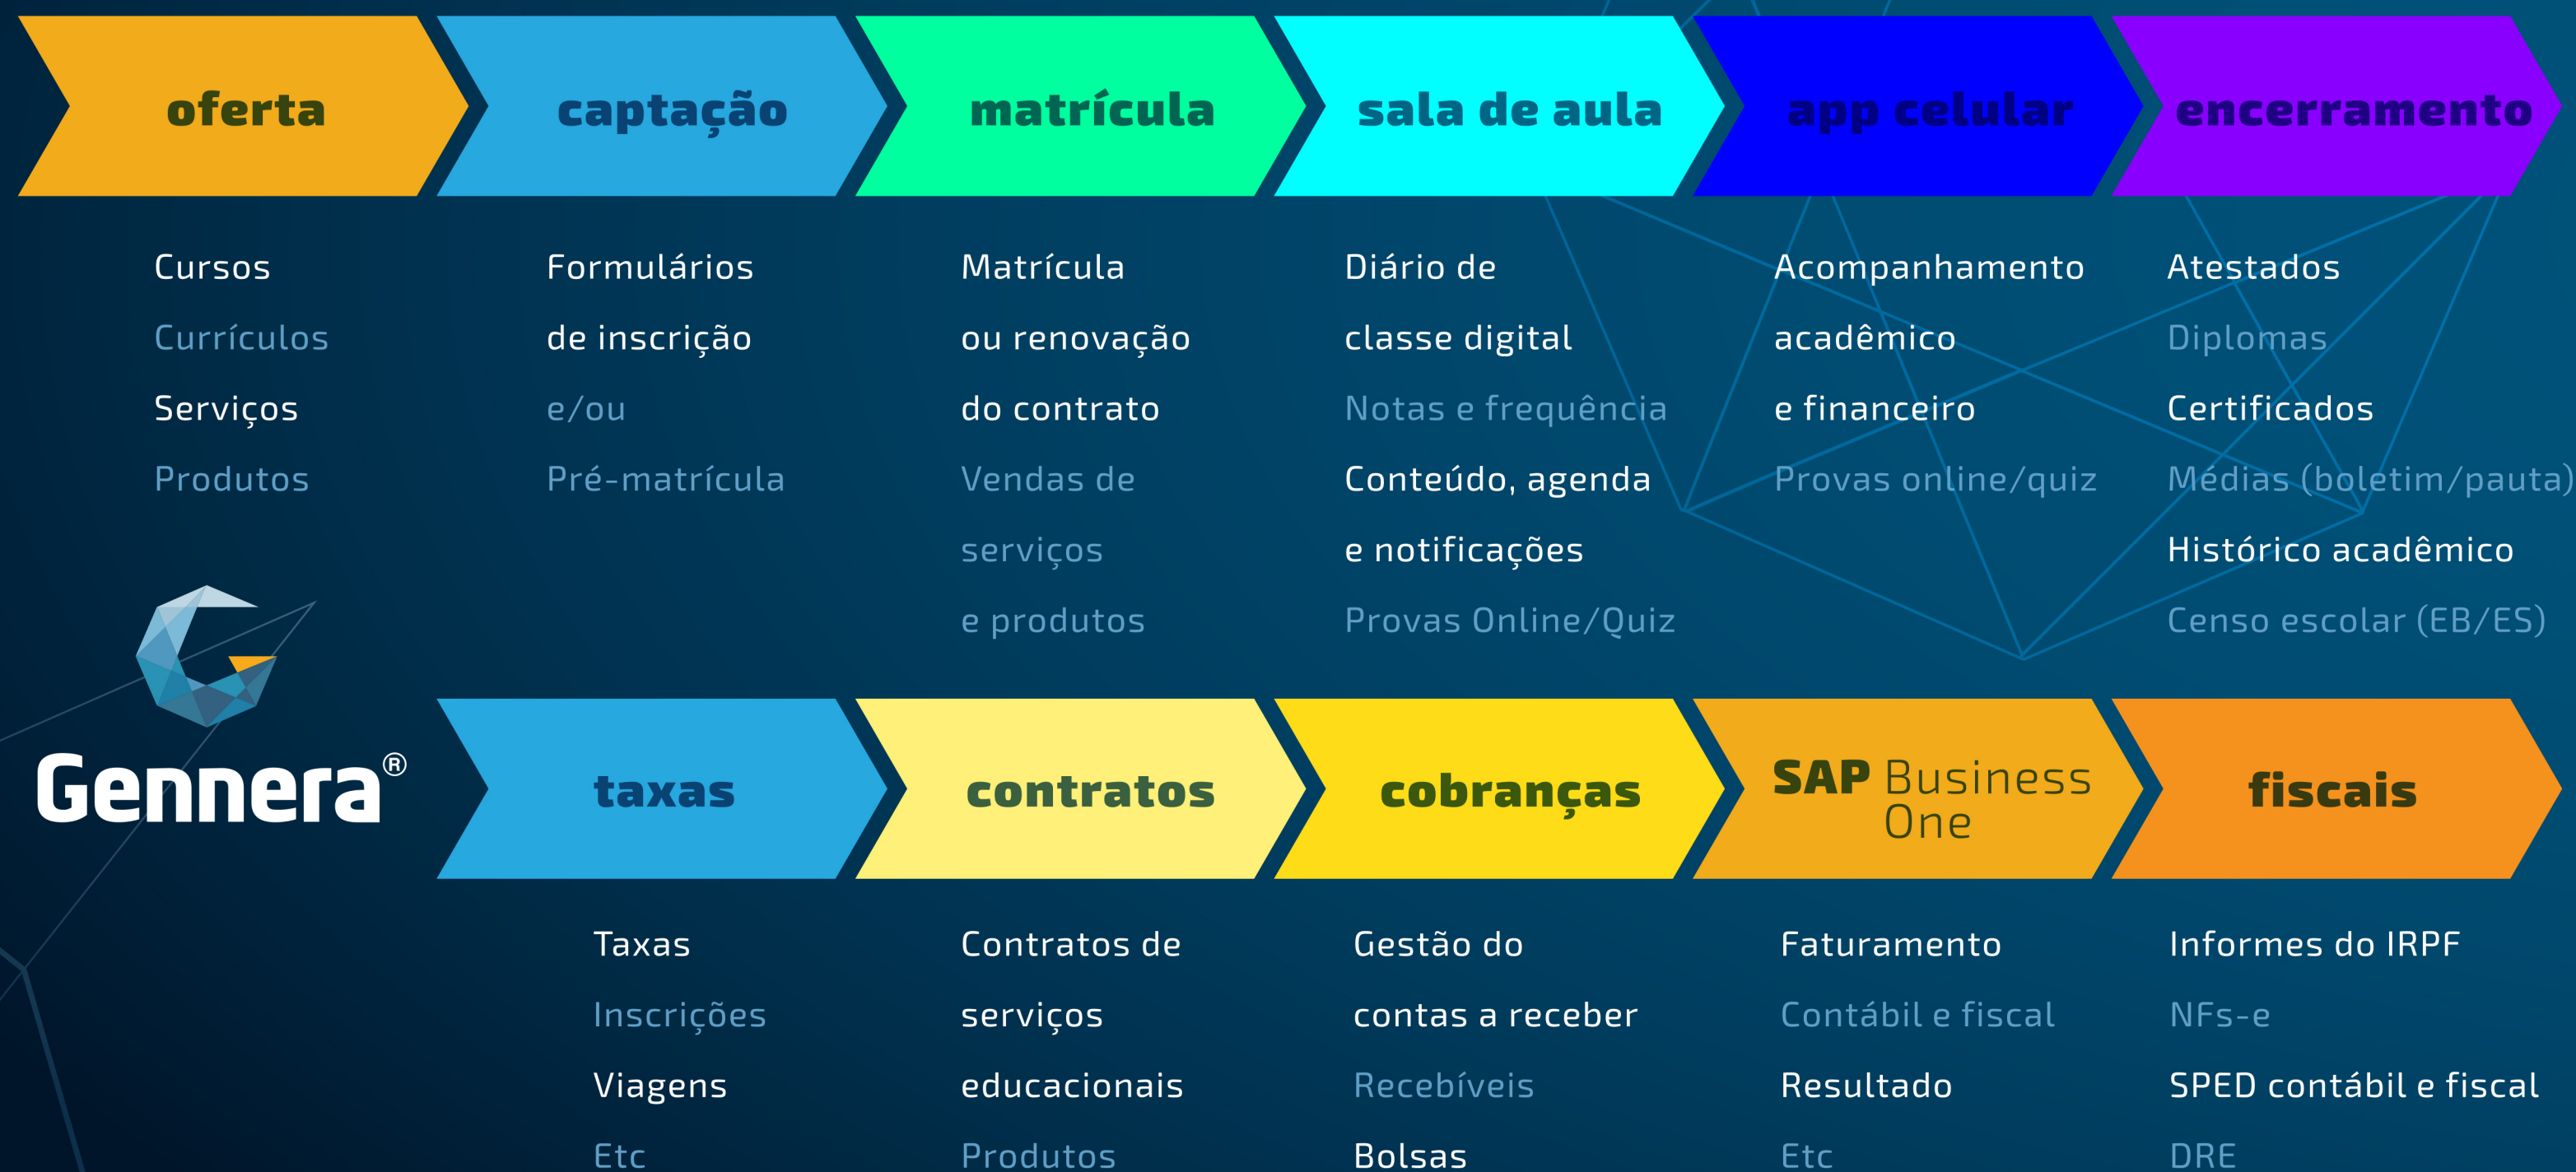 oferta
captação
matrícula
sala de aula
app celular
encerramento
Cursos
Currículos
Serviços
Produtos
Formulários
de inscrição
e/ou
Pré-matrícula
Matrícula
ou renovação
do contrato
Vendas de
serviços
e produtos
Diário de
classe digital
Notas e frequência
Conteúdo, agenda
e notificações
Provas Online/Quiz
Acompanhamento
acadêmico
e financeiro
Provas online/quiz
Atestados
Diplomas
Certificados
Médias (boletim/pauta)
Histórico acadêmico
Censo escolar (EB/ES)
Gennera®
taxas
contratos
cobranças
SAP Business
One
fiscais
Taxas
Inscrições
Viagens
Etc
Contratos de
serviços
educacionais
Produtos
Gestão do
contas a receber
Recebíveis
Bolsas
Faturamento
Contábil e fiscal
Resultado
Etc
Informes do IRPF
NFs-e
SPED contábil e fiscal
DRE